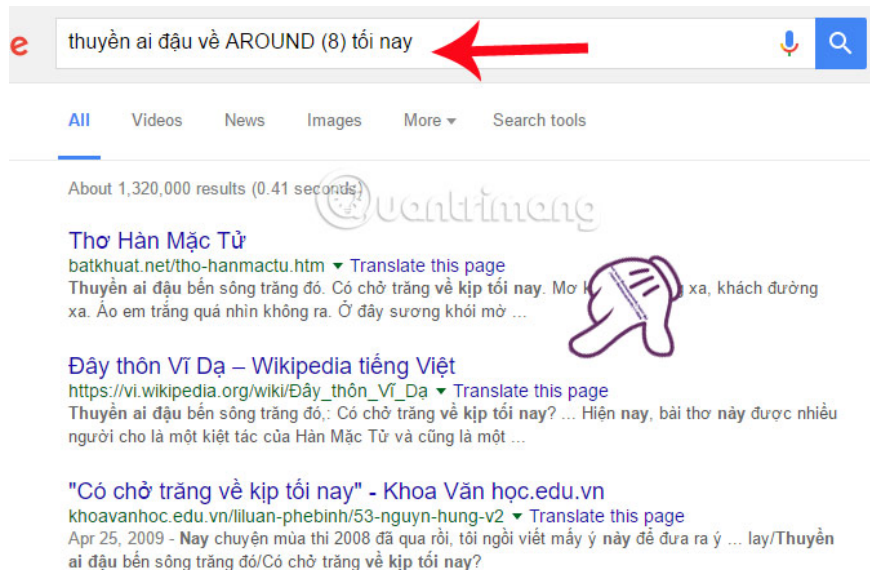 e
thuyền ai đậu về AROUND (8) tối nay
All Videos News Images More Search tools
About 1,320,000 results (0.41 seconds)
Quantrimang
Thơ Hàn Mặc Tử
batkhuat.net/tho-hanmactu.htm Translate this page
Thuyền ai đậu bến sông trăng đó. Có chở trăng về kịp tối nay. Mơ xa, khách đường
xa. Áo em trắng quá nhìn không ra. Ở đây sương khói mờ ...
Đây thôn Vĩ Dạ – Wikipedia tiếng Việt
https://vi.wikipedia.org/wiki/Đây_thôn_Vĩ_Dạ Translate this page
Thuyền ai đậu bến sông trăng đó,: Có chở trăng về kịp tối nay? ... Hiện nay, bài thơ này được nhiều
người cho là một kiệt tác của Hàn Mặc Tử và cũng là một ...
"Có chở trăng về kịp tối nay" - Khoa Văn học.edu.vn
khoavanhoc.edu.vn/liluan-phebinh/53-nguyn-hung-v2 Translate this page
Apr 25, 2009 - Nay chuyện mùa thi 2008 đã qua rồi, tôi ngồi viết mấy ý này để đưa ra ý ... lay/Thuyền
ai đậu bến sông trăng đó/Có chở trăng về kịp tối nay?